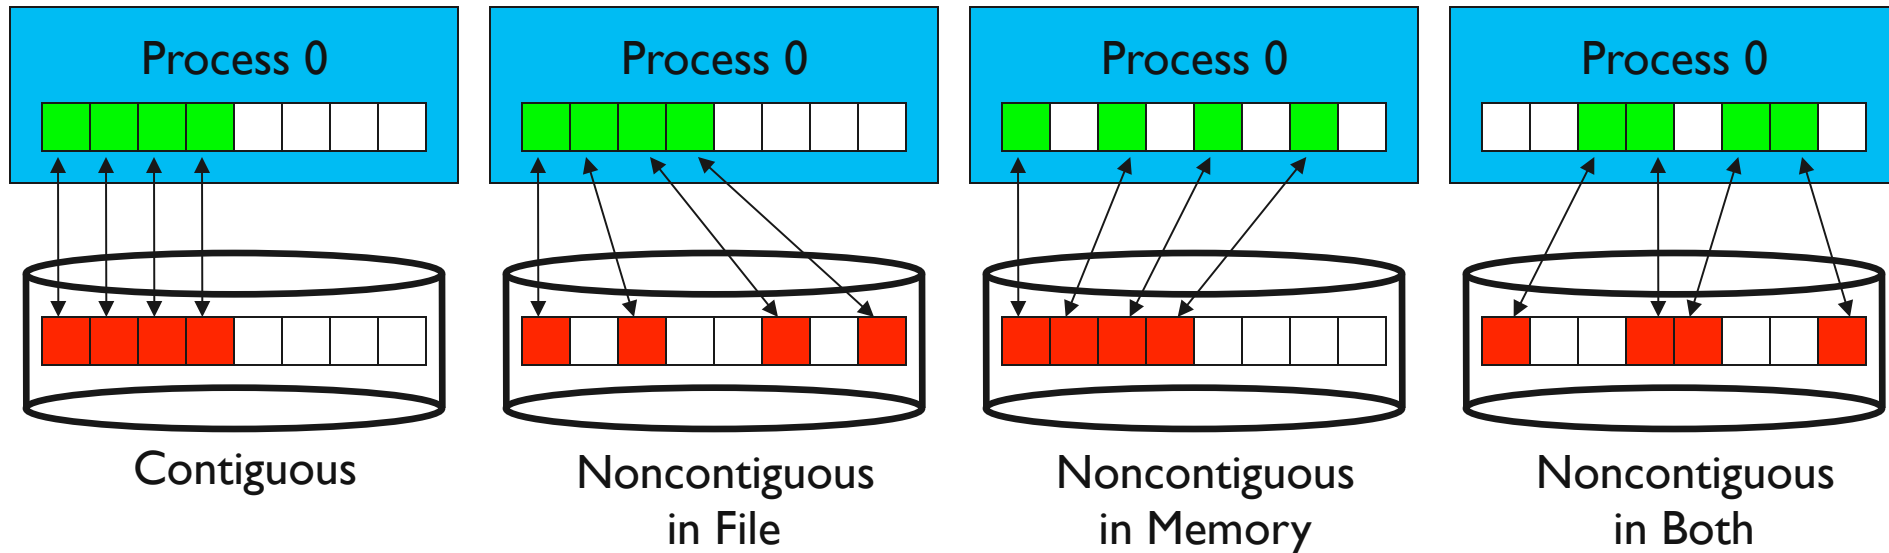 Process 0
Process 0
Process 0
Process 0
Contiguous
Noncontiguous
in File
Noncontiguous
in Memory
Noncontiguous
in Both